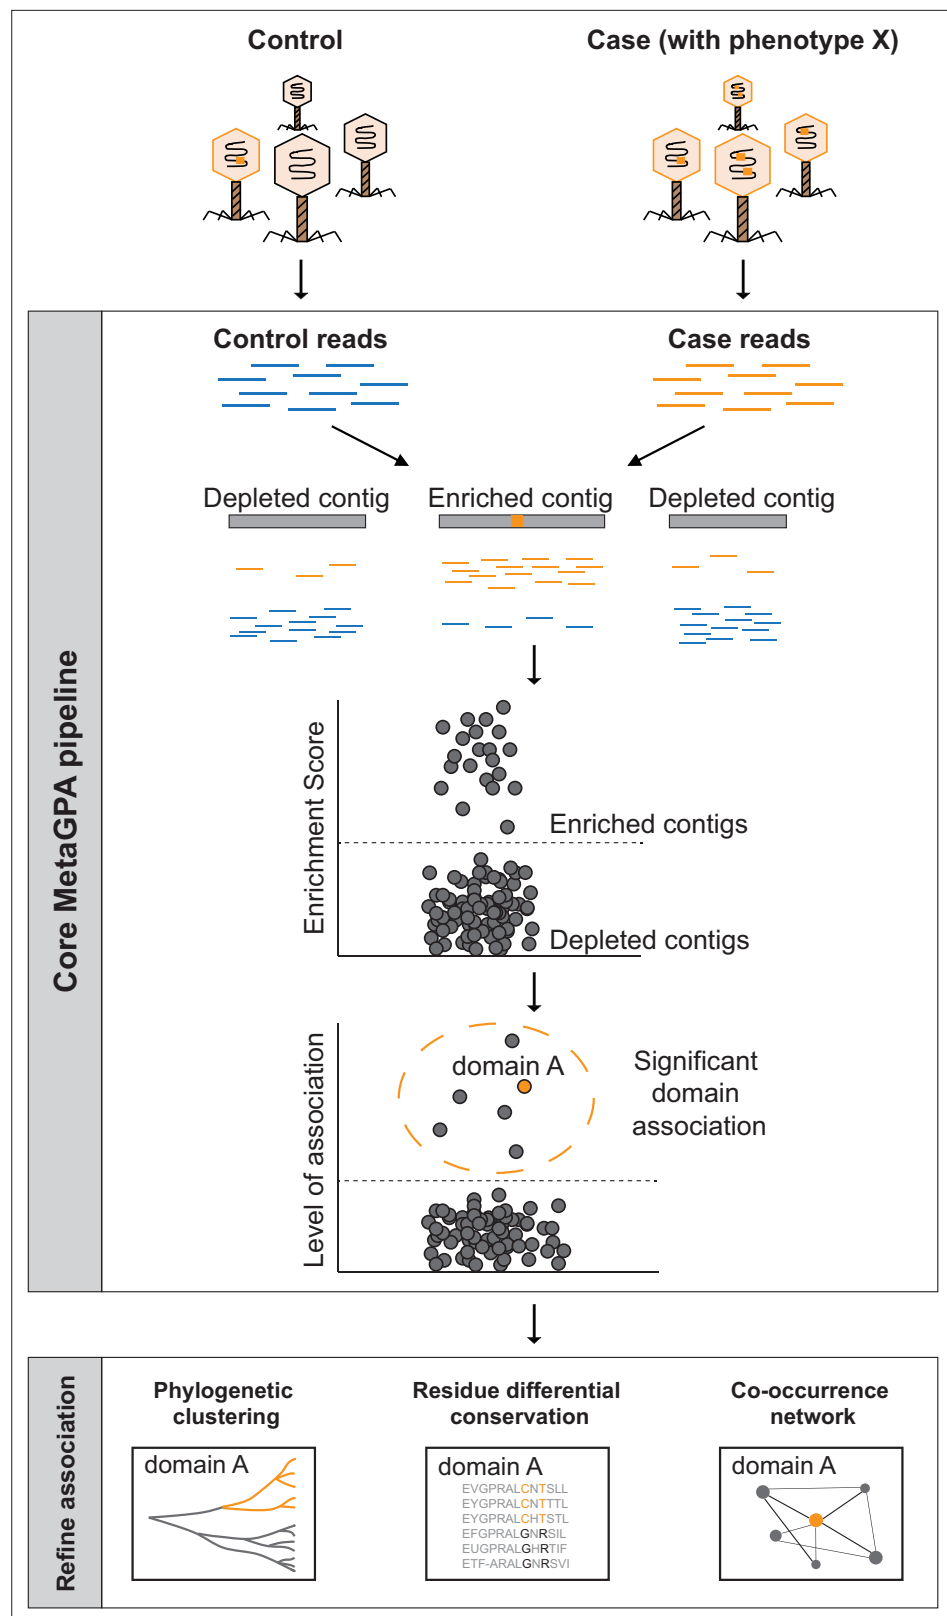 Control
Case (with phenotype X)
Core MetaGPA pipeline
Control reads
Case reads
Depleted contig
Enriched contig
Depleted contig
Enrichment Score
Enriched contigs
Depleted contigs
Level of association
domain A
Significant
domain
association
Refine association
Phylogenetic
clustering
domain A
Residue differential
conservation
domain A
EVGPRALCNTSLL
EYGPRALCNTTTL
EYGPRALCHTSTL
EFGPRALGNRSIL
EUGPRALGHRTIF
ETF-ARALGNRSVI
Co-occurrence
network
domain A